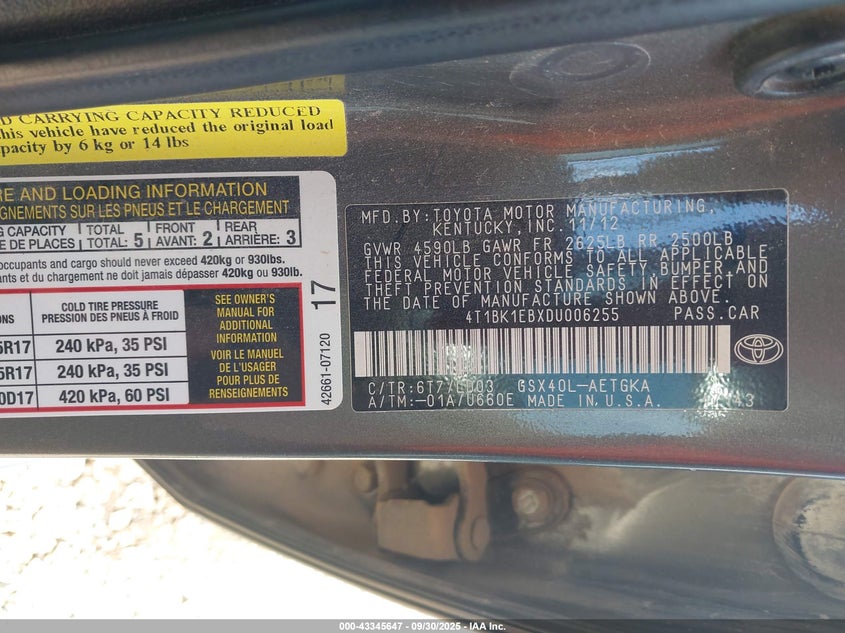 D CARRYING CAPACITY REDUCED
his vehicle have reduced the original load
pacity by 6 kg or 14 lbs
RE AND LOADING INFORMATION
GNEMENTS SUR LES PNEUS ET LE CHARGEMENT
G CAPACITY TOTAL FRONT REAR
E DE PLACES TOTAL: 5 AVANT: 2 ARRIÈRE: 3
occupants and cargo should never exceed 420kg or 930lbs.
ants et du chargement ne doit jamais dépasser 420kg ou 930lb.
ONS COLD TIRE PRESSURE
PRESSION DES PNEUS À FROID
5R17 240 kPa, 35 PSI
5R17 240 kPa, 35 PSI
0D17 420 kPa, 60 PSI
SEE OWNER'S
MANUAL FOR
ADDITIONAL
INFORMATION
VOIR LE MANUEL
DE L'USAGER
POUR PLUS DE
RENSEIGNEMENTS
42661-07120 17
MFD.BY:TOYOTA MOTOR MANUFACTURING,
KENTUCKY,INC.11/12
GVWR 4590LB GAWR FR 2625LB RR 2500LB
THIS VEHICLE CONFORMS TO ALL APPLICABLE
FEDERAL MOTOR VEHICLE SAFETY,BUMPER,AND
THEFT PREVENTION STANDARDS IN EFFECT ON
THE DATE OF MANUFACTURE SHOWN ABOVE.
4T1BK1EBXDU006255 PASS.CAR
C/TR:6T7/ GSX40L-AETGKA
A/TM:-01A/U660E MADE IN U.S.A.
000-43345647 - 09/30/2025 - IAA Inc.